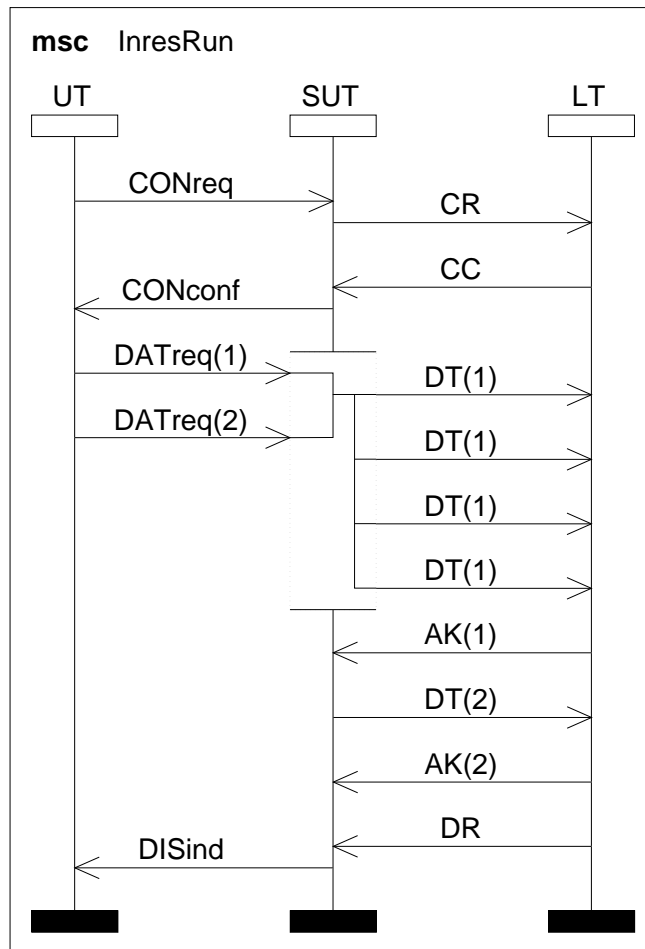 msc InresRun
UT SUT LT
CONreq
CR
CC
CONconf
DATreq(1)
DT(1)
DATreq(2)
DT(1)
DT(1)
DT(1)
AK(1)
DT(2)
AK(2)
DR
DISind